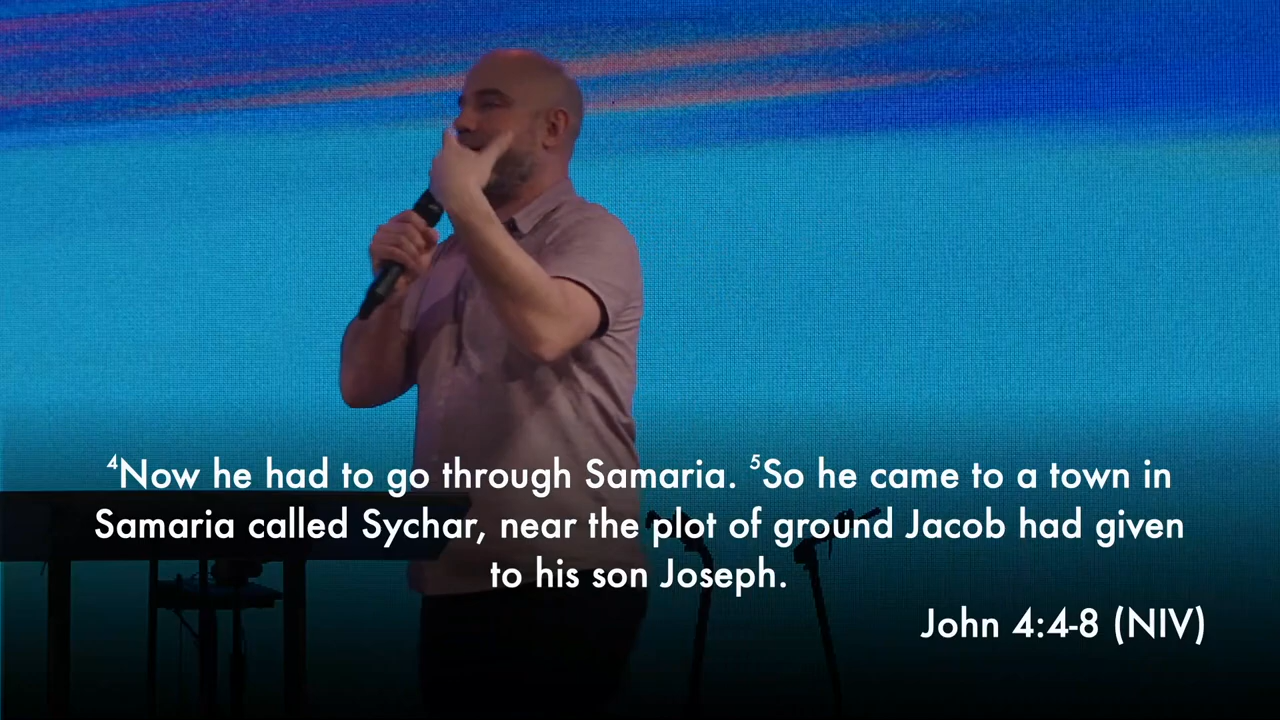 ⁴Now he had to go through Samaria. ⁵So he came to a town in
Samaria called Sychar, near the plot of ground Jacob had given
to his son Joseph.
John 4:4-8 (NIV)